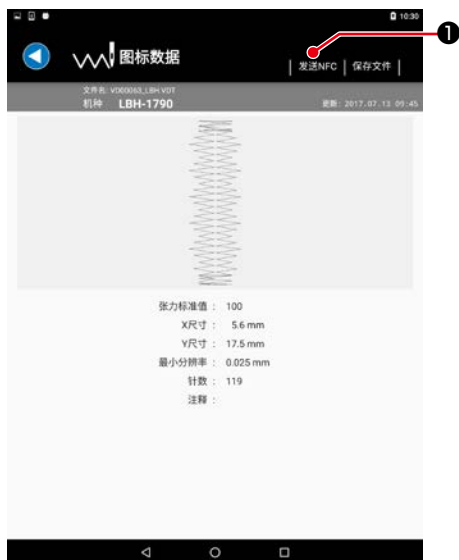 10:30
❶
图标数据
发送NFC | 保存文件 |
文件名: VD00063_LBH.VDT
机种 LBH-1790 更新: 2017.07.13 09:45
张力标准值 : 100
X尺寸 : 5.6 mm
Y尺寸 : 17.5 mm
最小分辨率 : 0.025 mm
针数 : 119
注释 :